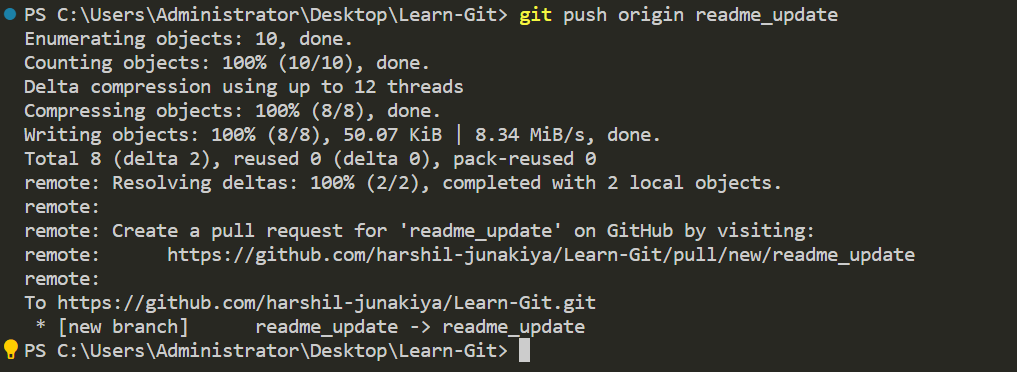 PS C:\Users\Administrator\Desktop\Learn-Git> git push origin readme_update
Enumerating objects: 10, done.
Counting objects: 100% (10/10), done.
Delta compression using up to 12 threads
Compressing objects: 100% (8/8), done.
Writing objects: 100% (8/8), 50.07 KiB | 8.34 MiB/s, done.
Total 8 (delta 2), reused 0 (delta 0), pack-reused 0
remote: Resolving deltas: 100% (2/2), completed with 2 local objects.
remote:
remote: Create a pull request for 'readme_update' on GitHub by visiting:
remote:      https://github.com/harshil-junakiya/Learn-Git/pull/new/readme_update
remote:
To https://github.com/harshil-junakiya/Learn-Git.git
 * [new branch]      readme_update -> readme_update
PS C:\Users\Administrator\Desktop\Learn-Git>